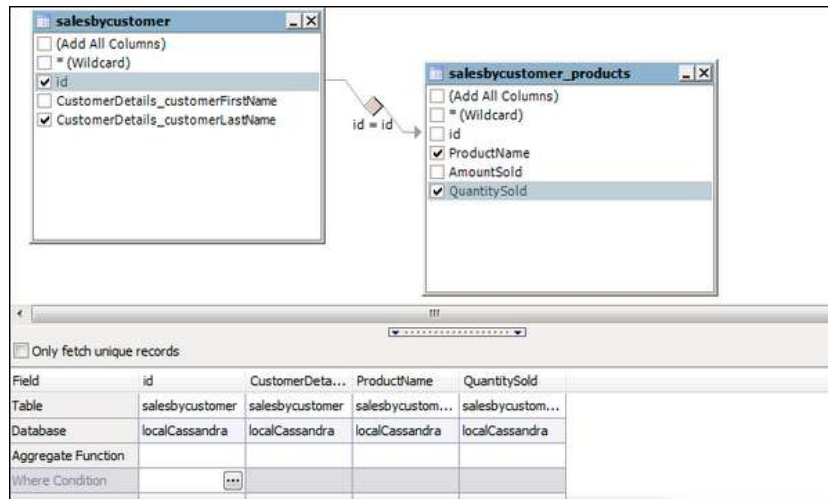 salesbycustomer
(Add All Columns)
* (Wildcard)
id
CustomerDetails_customerFirstName
CustomerDetails_customerLastName
id = id
salesbycustomer_products
(Add All Columns)
* (Wildcard)
id
ProductName
AmountSold
QuantitySold
Only fetch unique records
Field id CustomerDeta... ProductName QuantitySold
Table salesbycustomer salesbycustomer salesbycustom... salesbycustom...
Database localCassandra localCassandra localCassandra localCassandra
Aggregate Function
Where Condition ...